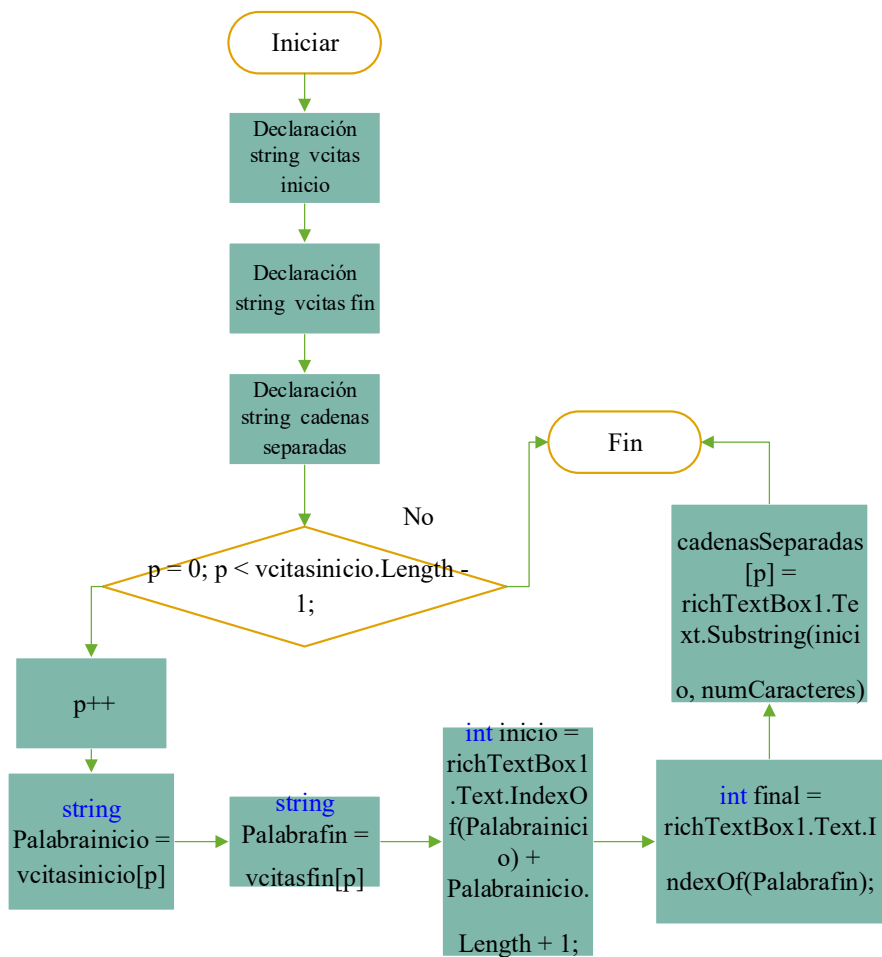 Iniciar
Declaración
string vcitas
inicio
Declaración
string vcitas fin
Declaración
string cadenas
separadas
No
p = 0; p < vcitasinicio.Length -
1;
Fin
p++
string
Palabrainicio =
vcitasinicio[p]
string
Palabrafin =
vcitasfin[p]
int inicio =
richTextBox1
.Text.IndexO
f(Palabrainici
o) +
Palabrainicio.
Length + 1;
int final =
richTextBox1.Text.I
ndexOf(Palabrafin);
cadenasSeparadas
[p] =
richTextBox1.Te
xt.Substring(inici
o, numCaracteres)